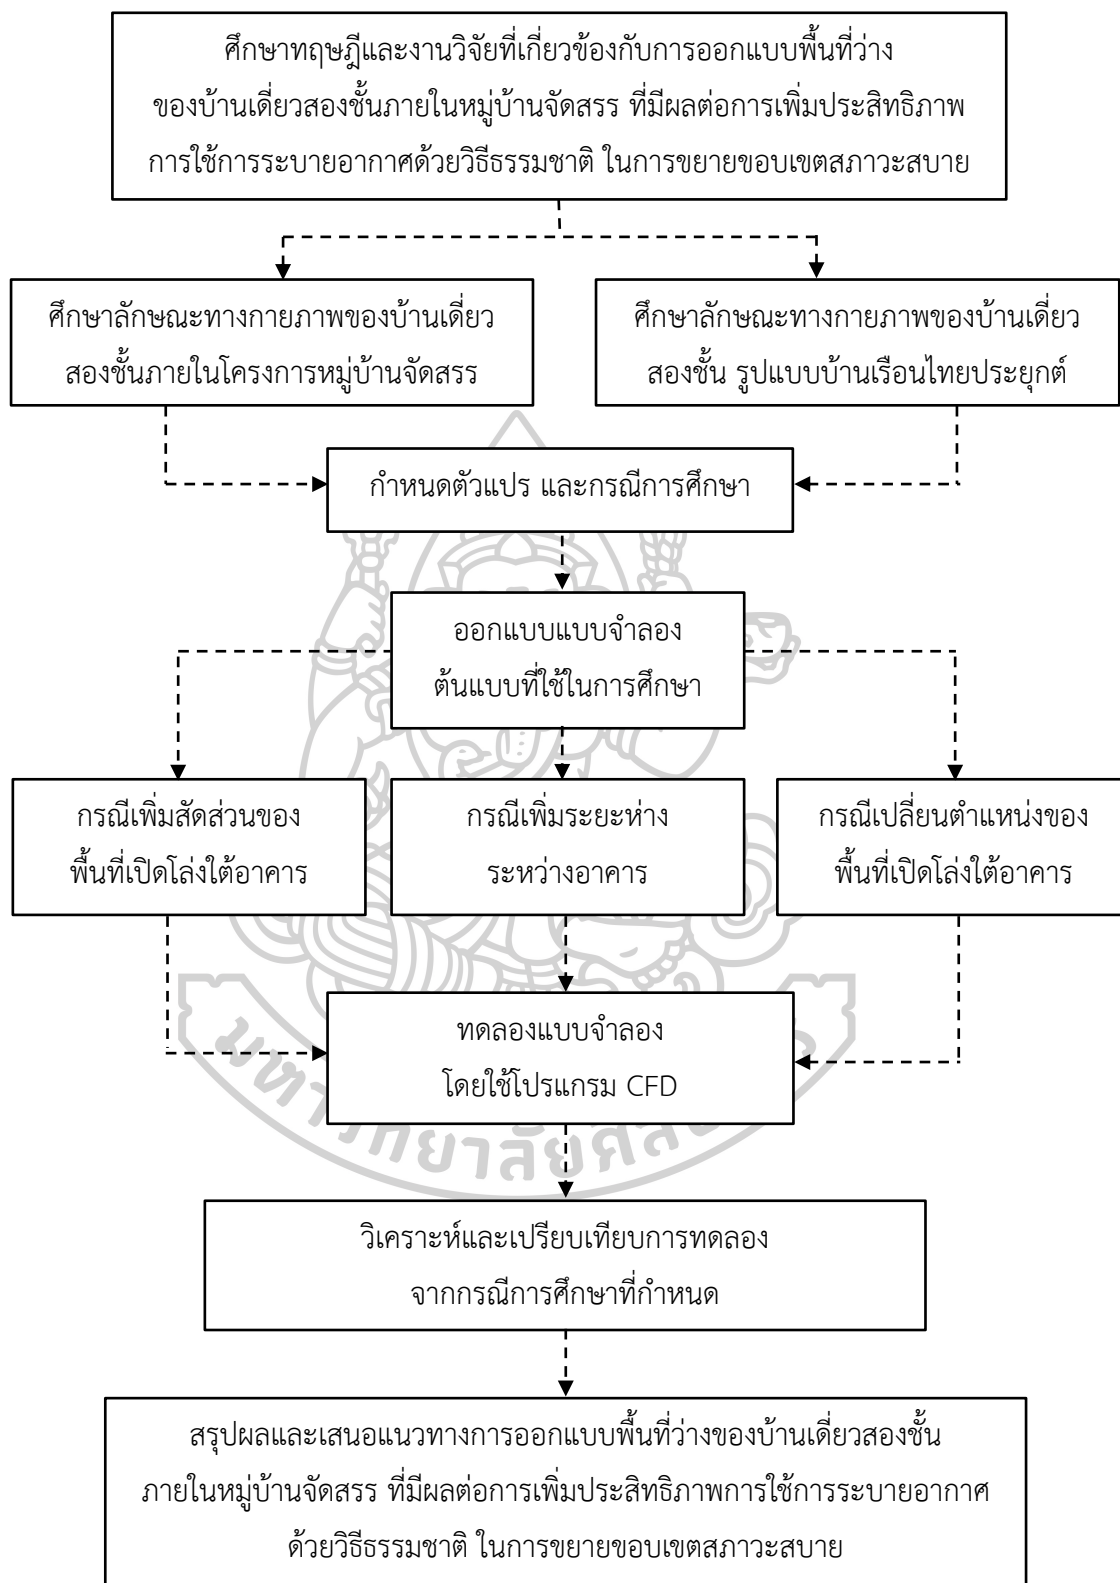 ศึกษาทฤษฎีและงานวิจัยที่เกี่ยวข้องกับการออกแบบพื้นที่ว่าง
ของบ้านเดี่ยวสองชั้นภายในหมู่บ้านจัดสรร ที่มีผลต่อการเพิ่มประสิทธิภาพ
การใช้การระบายอากาศด้วยวิธีธรรมชาติ ในการขยายขอบเขตสภาวะสบาย
ศึกษาลักษณะทางกายภาพของบ้านเดี่ยว
สองชั้นภายในโครงการหมู่บ้านจัดสรร
ศึกษาลักษณะทางกายภาพของบ้านเดี่ยว
สองชั้น รูปแบบบ้านเรือนไทยประยุกต์
กำหนดตัวแปร และกรณีการศึกษา
ออกแบบแบบจำลอง
ต้นแบบที่ใช้ในการศึกษา
กรณีเพิ่มสัดส่วนของ
พื้นที่เปิดโล่งใต้อาคาร
กรณีเพิ่มระยะห่าง
ระหว่างอาคาร
กรณีเปลี่ยนตำแหน่งของ
พื้นที่เปิดโล่งใต้อาคาร
ทดลองแบบจำลอง
โดยใช้โปรแกรม CFD
วิเคราะห์และเปรียบเทียบการทดลอง
จากกรณีการศึกษาที่กำหนด
สรุปผลและเสนอแนวทางการออกแบบพื้นที่ว่างของบ้านเดี่ยวสองชั้น
ภายในหมู่บ้านจัดสรร ที่มีผลต่อการเพิ่มประสิทธิภาพการใช้การระบายอากาศ
ด้วยวิธีธรรมชาติ ในการขยายขอบเขตสภาวะสบาย